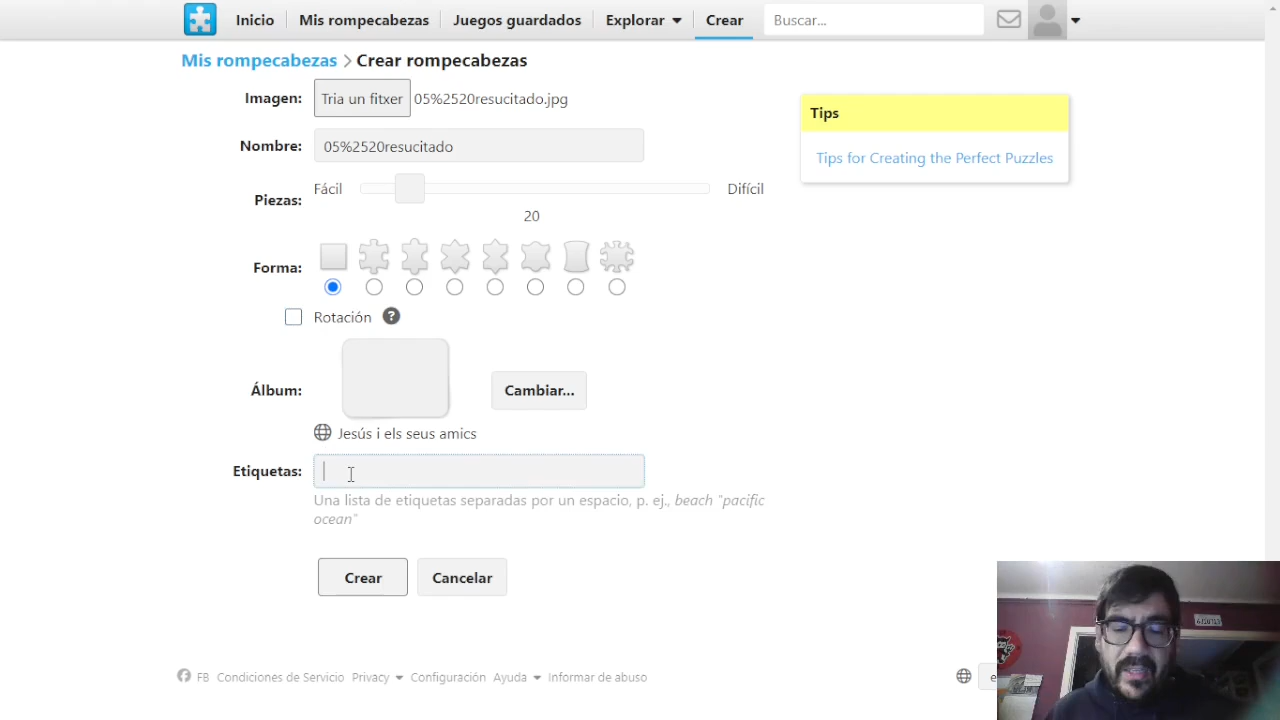 Inicio
Mis rompecabezas
Juegos guardados
Explorar
Crear
Buscar...
Mis rompecabezas > Crear rompecabezas
Imagen: Tria un fitxer 05%2520resucitado.jpg
Tips
Nombre: 05%2520resucitado
Tips for Creating the Perfect Puzzles
Piezas: Fácil Difícil
20
Forma:
Rotación ?
Álbum: Cambiar...
Jesús i els seus amics
Etiquetas:
Una lista de etiquetas separadas por un espacio, p. ej., beach "pacific
ocean"
Crear Cancelar
FB Condiciones de Servicio Privacy Configuración Ayuda Informar de abuso